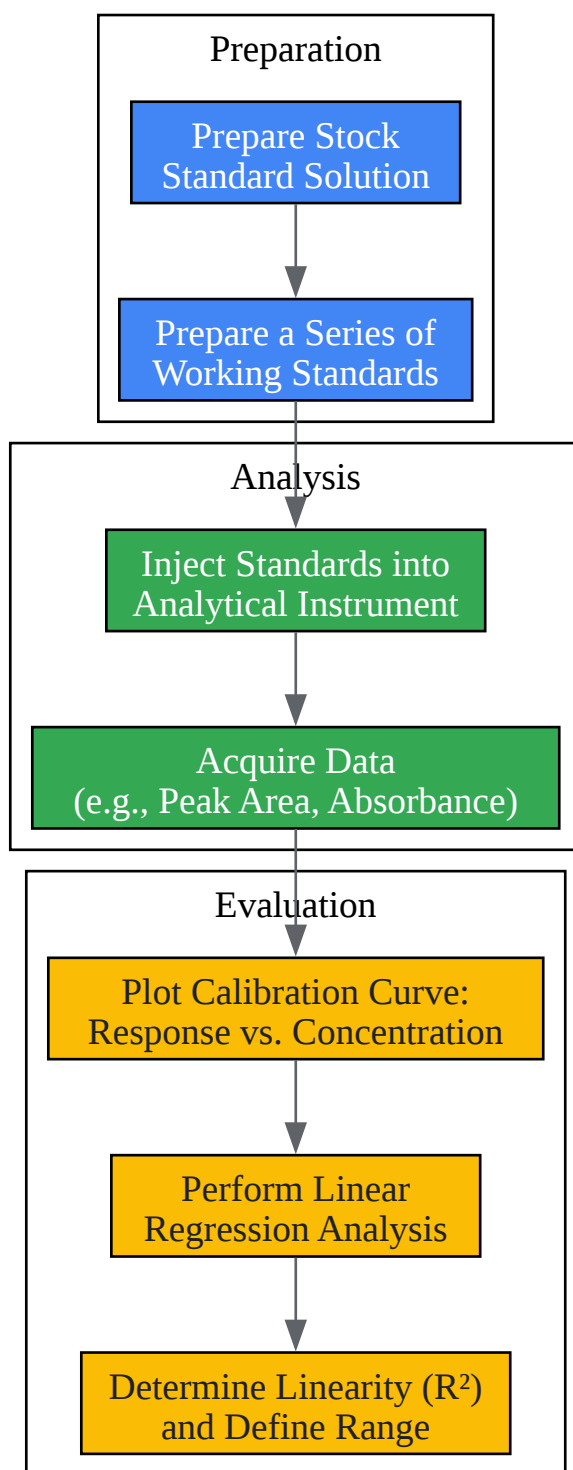 Preparation
Prepare Stock
Standard Solution
Prepare a Series of
Working Standards
Analysis
Inject Standards into
Analytical Instrument
Acquire Data
(e.g., Peak Area, Absorbance)
Evaluation
Plot Calibration Curve:
Response vs. Concentration
Perform Linear
Regression Analysis
Determine Linearity (R²)
and Define Range